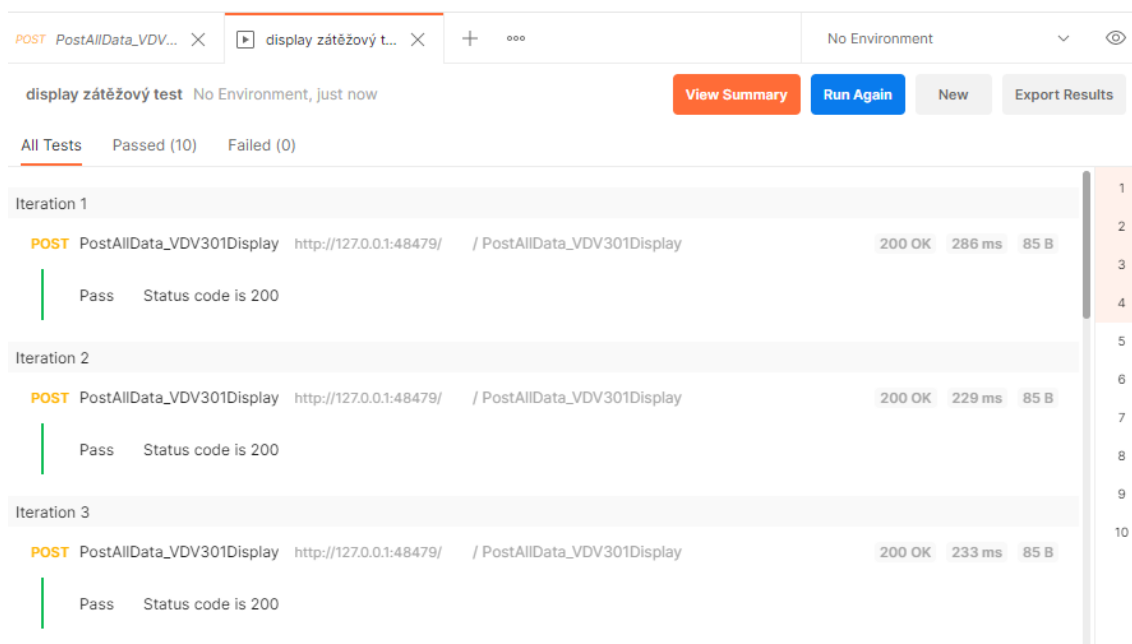 POST PostAllData_VDV... display zátěžový t... No Environment
display zátěžový test No Environment, just now View Summary Run Again New Export Results
All Tests Passed (10) Failed (0)
Iteration 1
POST PostAllData_VDV301Display http://127.0.0.1:48479/ / PostAllData_VDV301Display 200 OK 286 ms 85 B
Pass Status code is 200
Iteration 2
POST PostAllData_VDV301Display http://127.0.0.1:48479/ / PostAllData_VDV301Display 200 OK 229 ms 85 B
Pass Status code is 200
Iteration 3
POST PostAllData_VDV301Display http://127.0.0.1:48479/ / PostAllData_VDV301Display 200 OK 233 ms 85 B
Pass Status code is 200
1
2
3
4
5
6
7
8
9
10